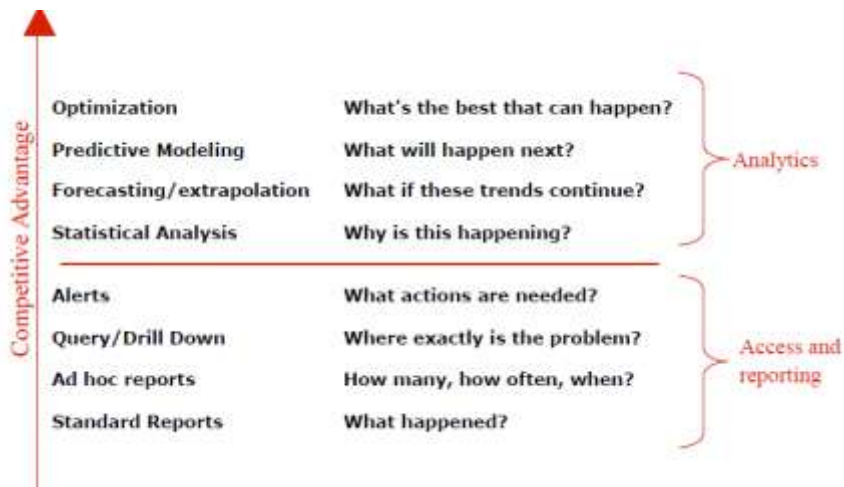 Competitive Advantage
Optimization What's the best that can happen?
Predictive Modeling What will happen next?
Forecasting/extrapolation What if these trends continue?
Statistical Analysis Why is this happening?
Analytics
Alerts What actions are needed?
Query/Drill Down Where exactly is the problem?
Ad hoc reports How many, how often, when?
Standard Reports What happened?
Access and
reporting